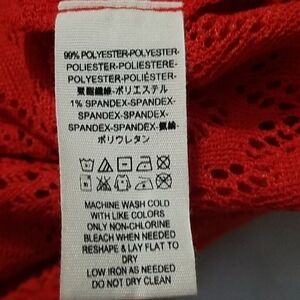 99% POLYESTER-POLYESTER-
POLIESTER-POLIESTERE-
POLYESTER-POLIÉSTER-
聚酯纖維-ポリエステル
1% SPANDEX-SPANDEX-
SPANDEX-SPANDEX-
SPANDEX-SPANDEX-氨綸-
ポリウレタン
MACHINE WASH COLD
WITH LIKE COLORS
ONLY NON-CHLORINE
BLEACH WHEN NEEDED
RESHAPE & LAY FLAT TO
DRY
LOW IRON AS NEEDED
DO NOT DRY CLEAN